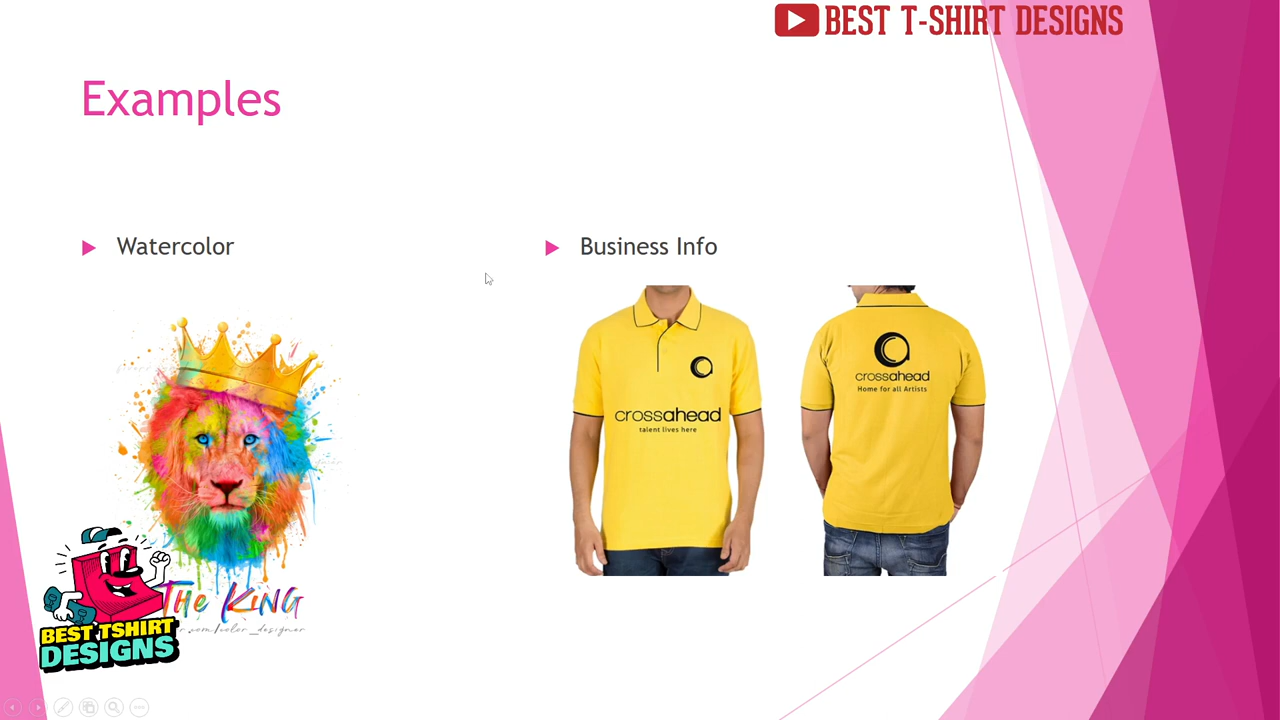 BEST T-SHIRT DESIGNS
Examples
Watercolor
Business Info
crossahead
talent lives here
crossahead
Home for all Artists
The King
BEST TSHIRT
DESIGNS